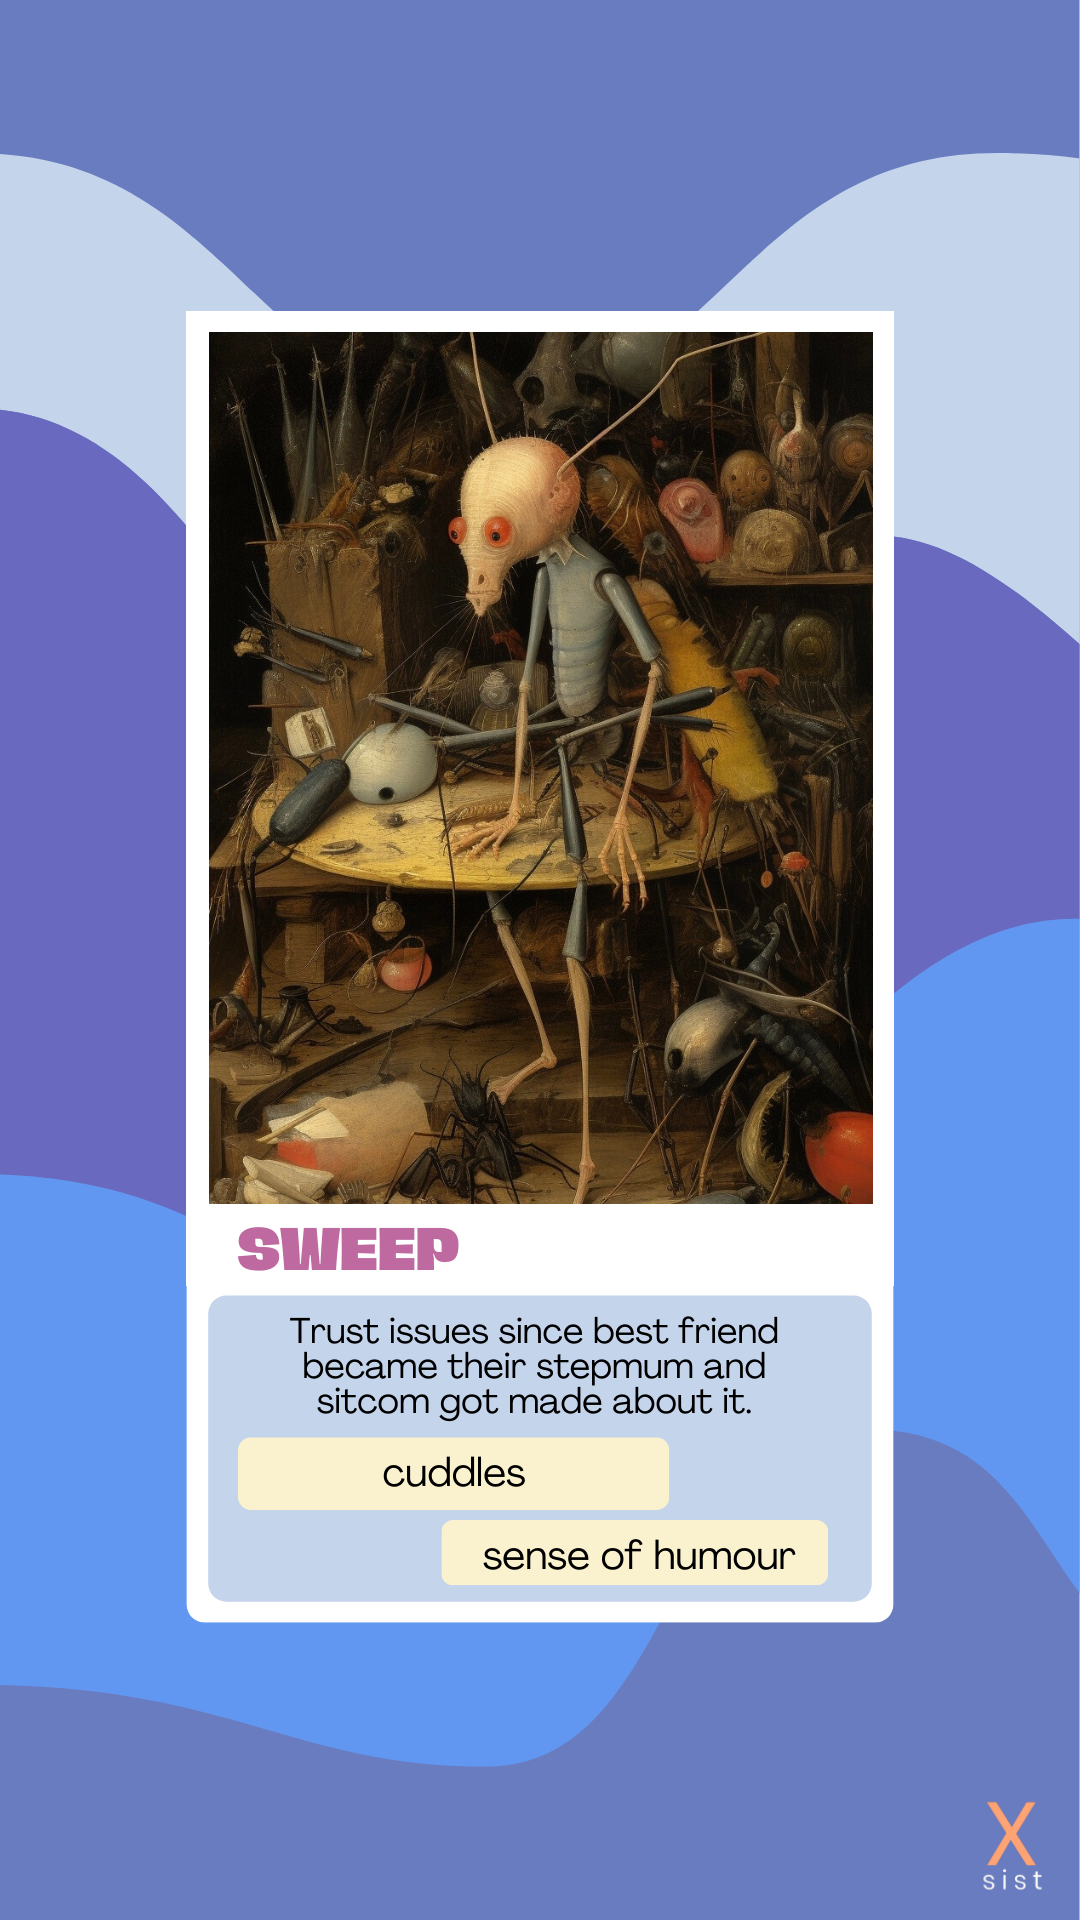 SWEEP
Trust issues since best friend
became their stepmum and
sitcom got made about it.
cuddles
sense of humour
X
sist